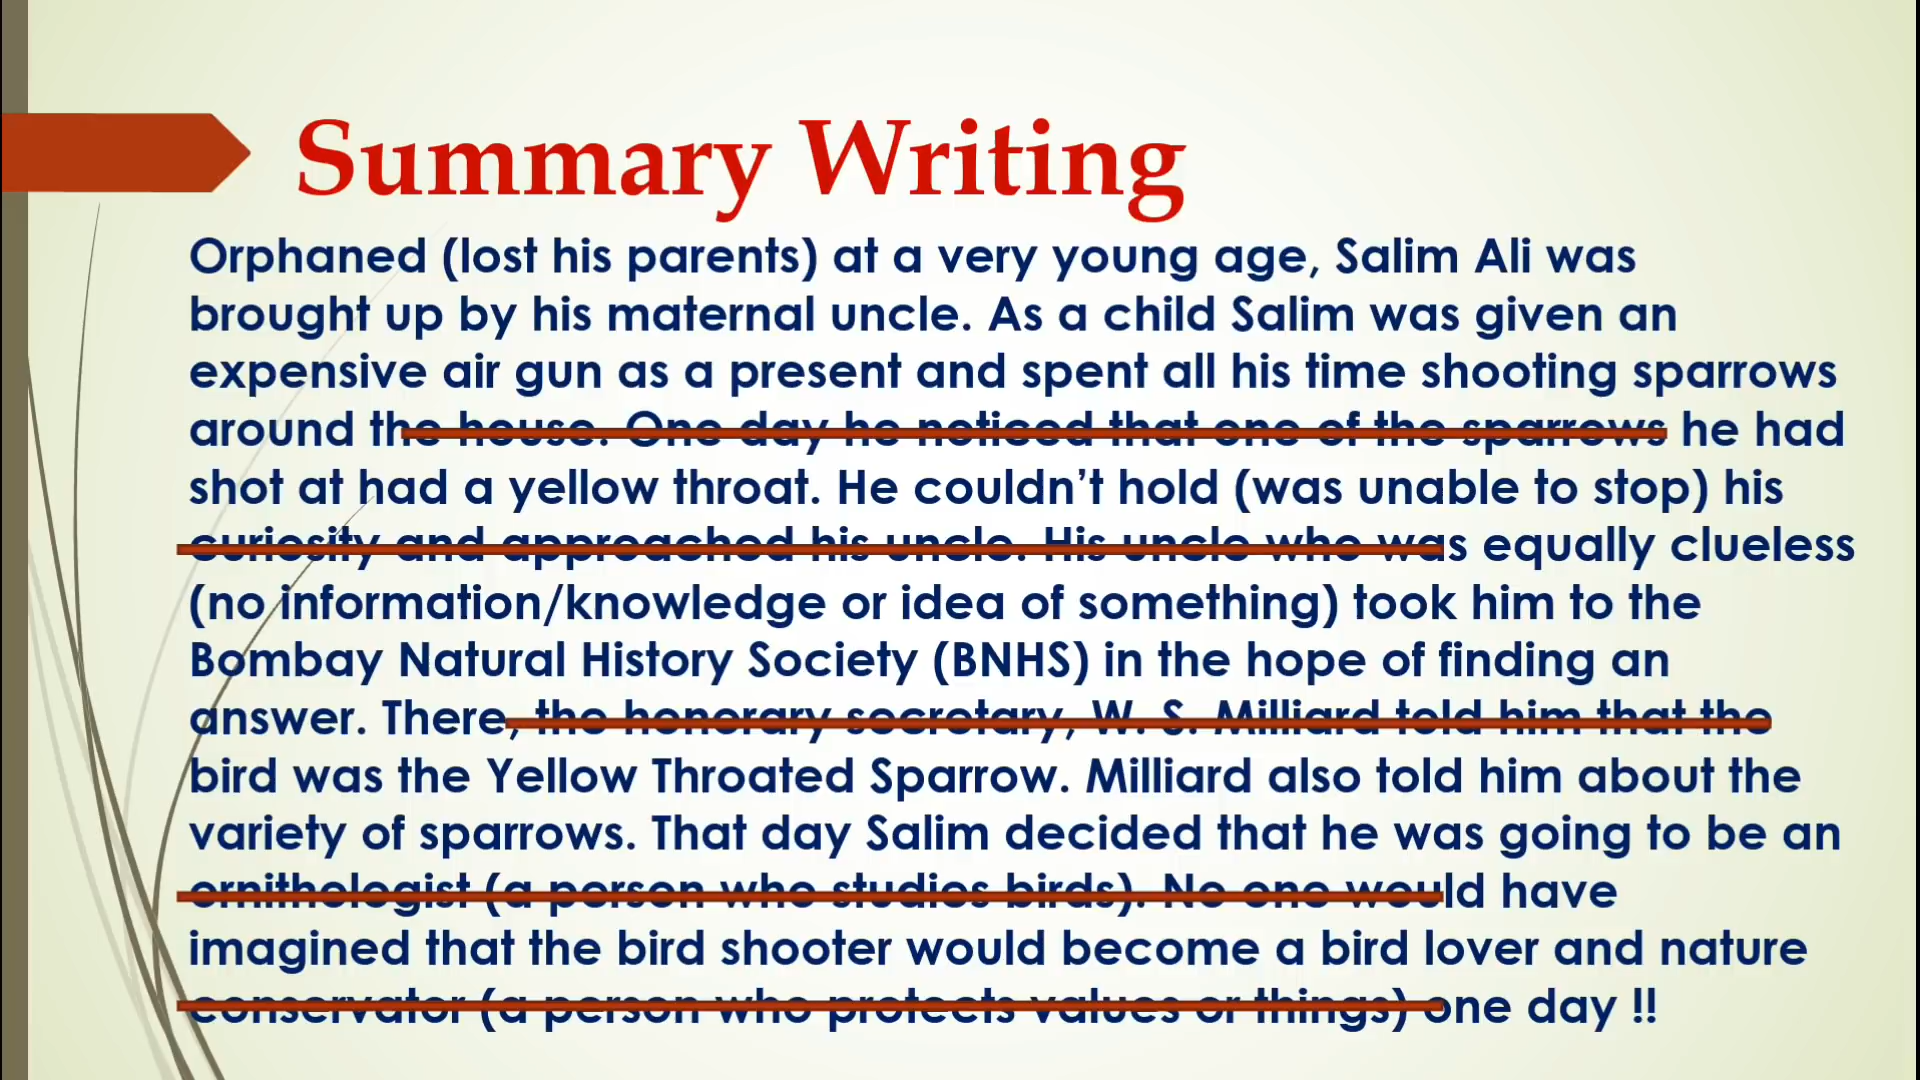 Summary Writing
Orphaned (lost his parents) at a very young age, Salim Ali was
brought up by his maternal uncle. As a child Salim was given an
expensive air gun as a present and spent all his time shooting sparrows
around the house. One day he noticed that one of the sparrows he had
shot at had a yellow throat. He couldn’t hold (was unable to stop) his
curiosity and approached his uncle. His uncle who was equally clueless
(no information/knowledge or idea of something) took him to the
Bombay Natural History Society (BNHS) in the hope of finding an
answer. There, the honorary secretary, W. S. Milliard told him that the
bird was the Yellow Throated Sparrow. Milliard also told him about the
variety of sparrows. That day Salim decided that he was going to be an
ornithologist (a person who studies birds). No one would have
imagined that the bird shooter would become a bird lover and nature
conservator (a person who protects values or things) one day !!